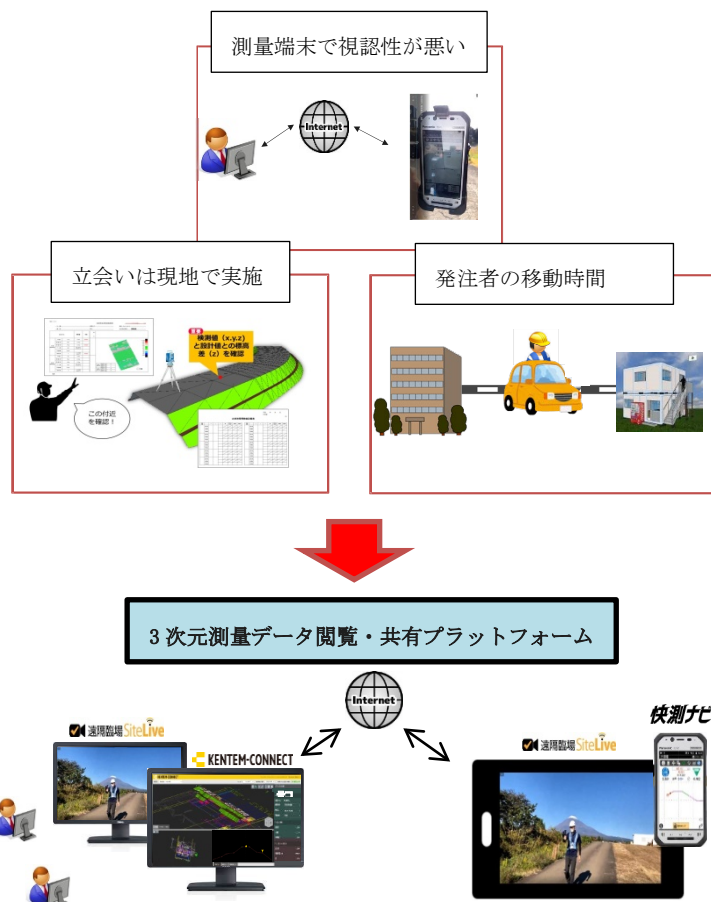 測量端末で視認性が悪い
Internet
立会いは現地で実施
検測値（x.y.z）
と設計値との標高
差（z）を確認
この付近
を確認！
発注者の移動時間
3次元測量データ閲覧・共有プラットフォーム
Internet
遠隔臨場SiteLive
KENTEM-CONNECT
KENTEM-CONNECT
快測ナビ
遠隔臨場SiteLive